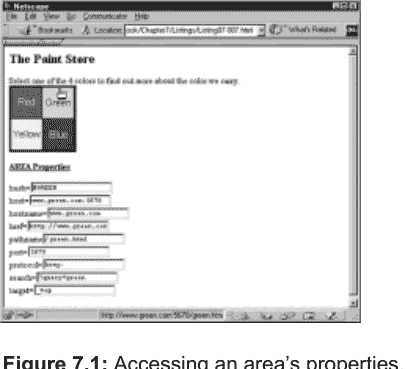 Netscape
File Edit View Go Communicator Help
Bookmarks Location: ook/Chapter7/Listings/Listing07-007.html What's Related
The Paint Store
Select one of the 4 colors to find out more about the color we carry.
Red Green
Yellow Blue
AREA Properties
hash= #GREEN
host= www.green.com:5678
hostname= www.green.com
href= http://www.green.com:
pathname= /green.html
port= 5678
protocol= http:
search= ?query=green
target= _top
http://www.green.com:5678/green.htm
Figure 7.1: Accessing an area's properties.